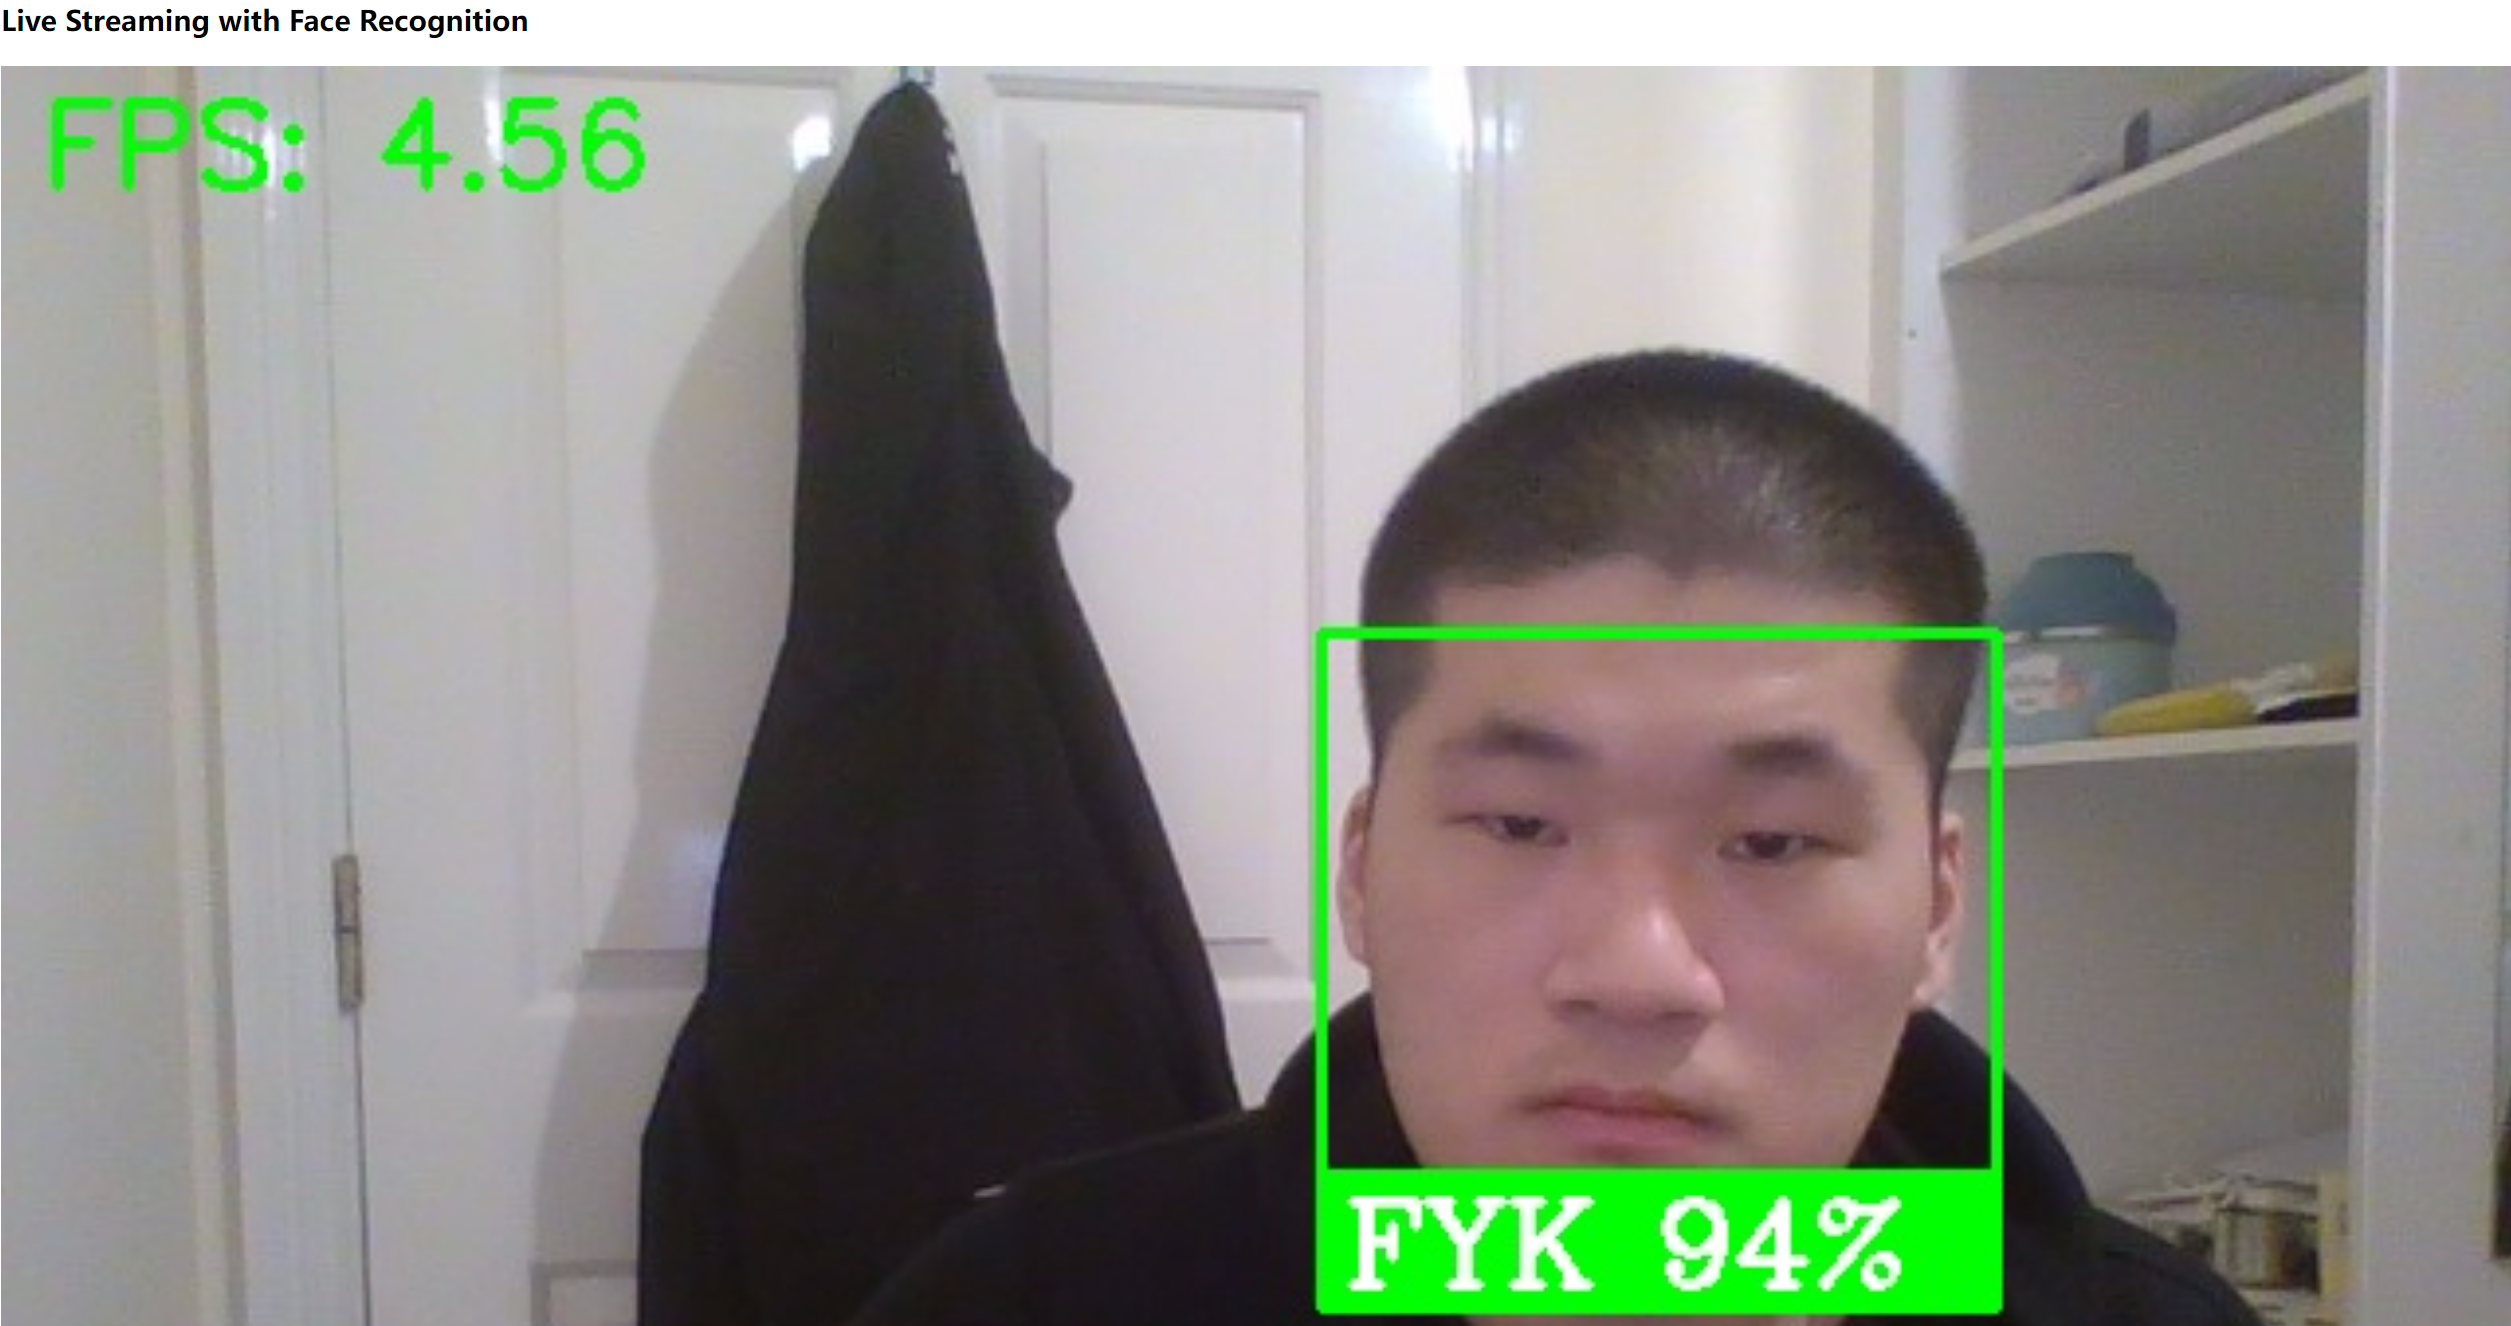 Live Streaming with Face Recognition
FPS: 4.56
FYK 94%